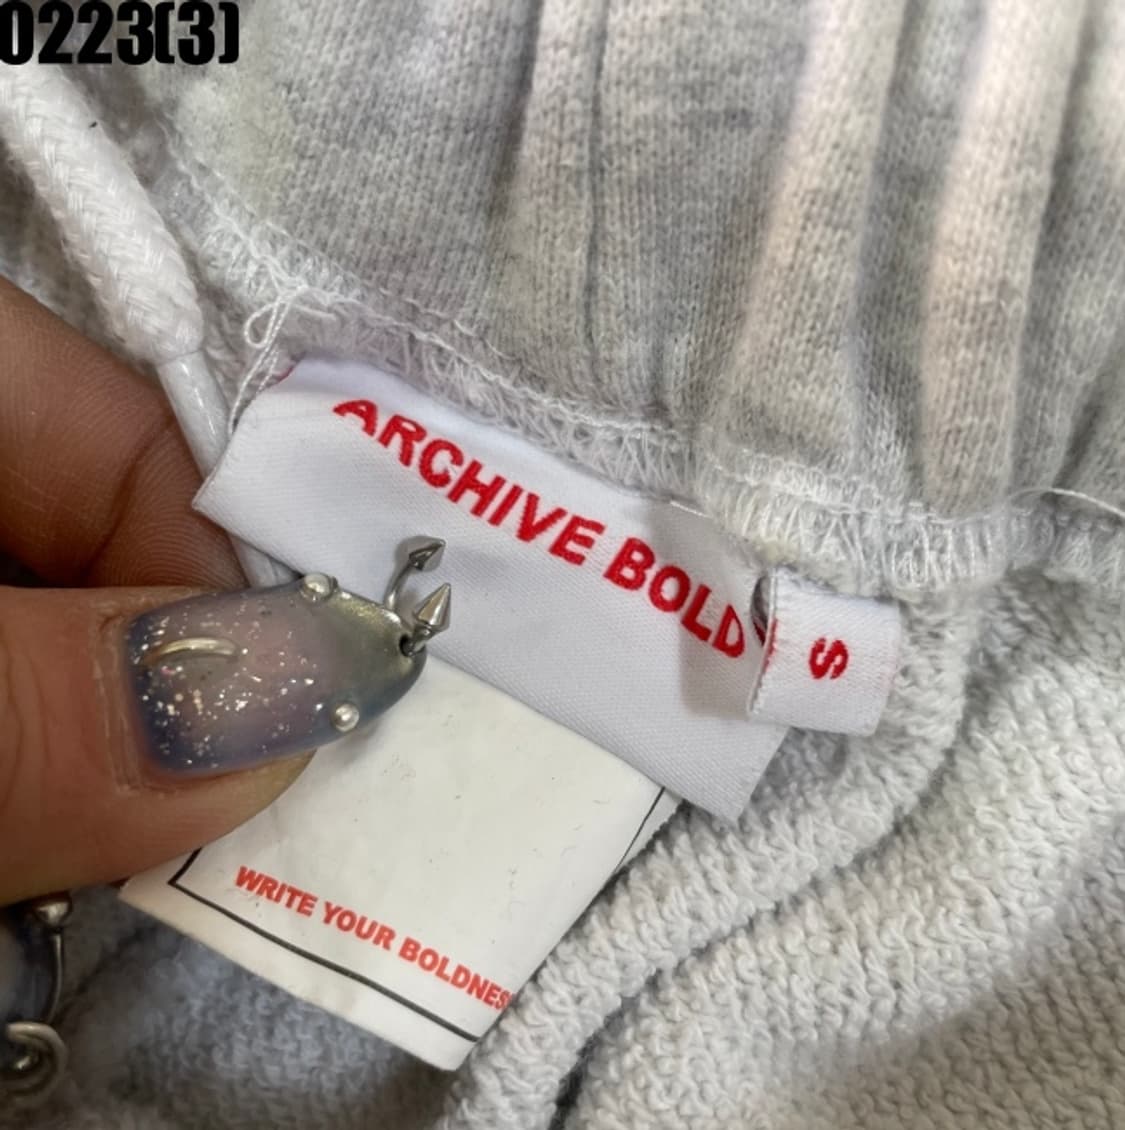 0223(3)
ARCHIVE BOLD
S
WRITE YOUR BOLDNES